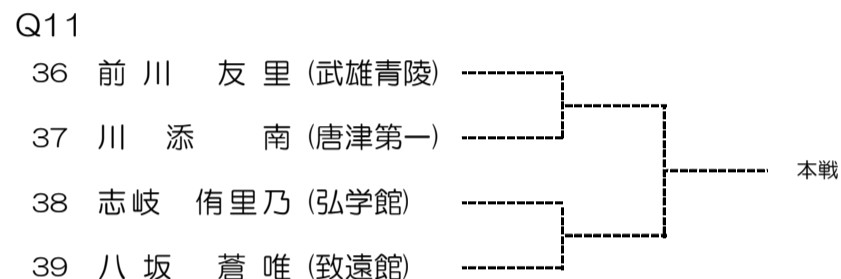 Q11
36 前川 友里 (武雄青陵)
37 川添 南 (唐津第一)
本戦
38 志岐 侑里乃 (弘学館)
39 八坂 蒼唯 (致遠館)